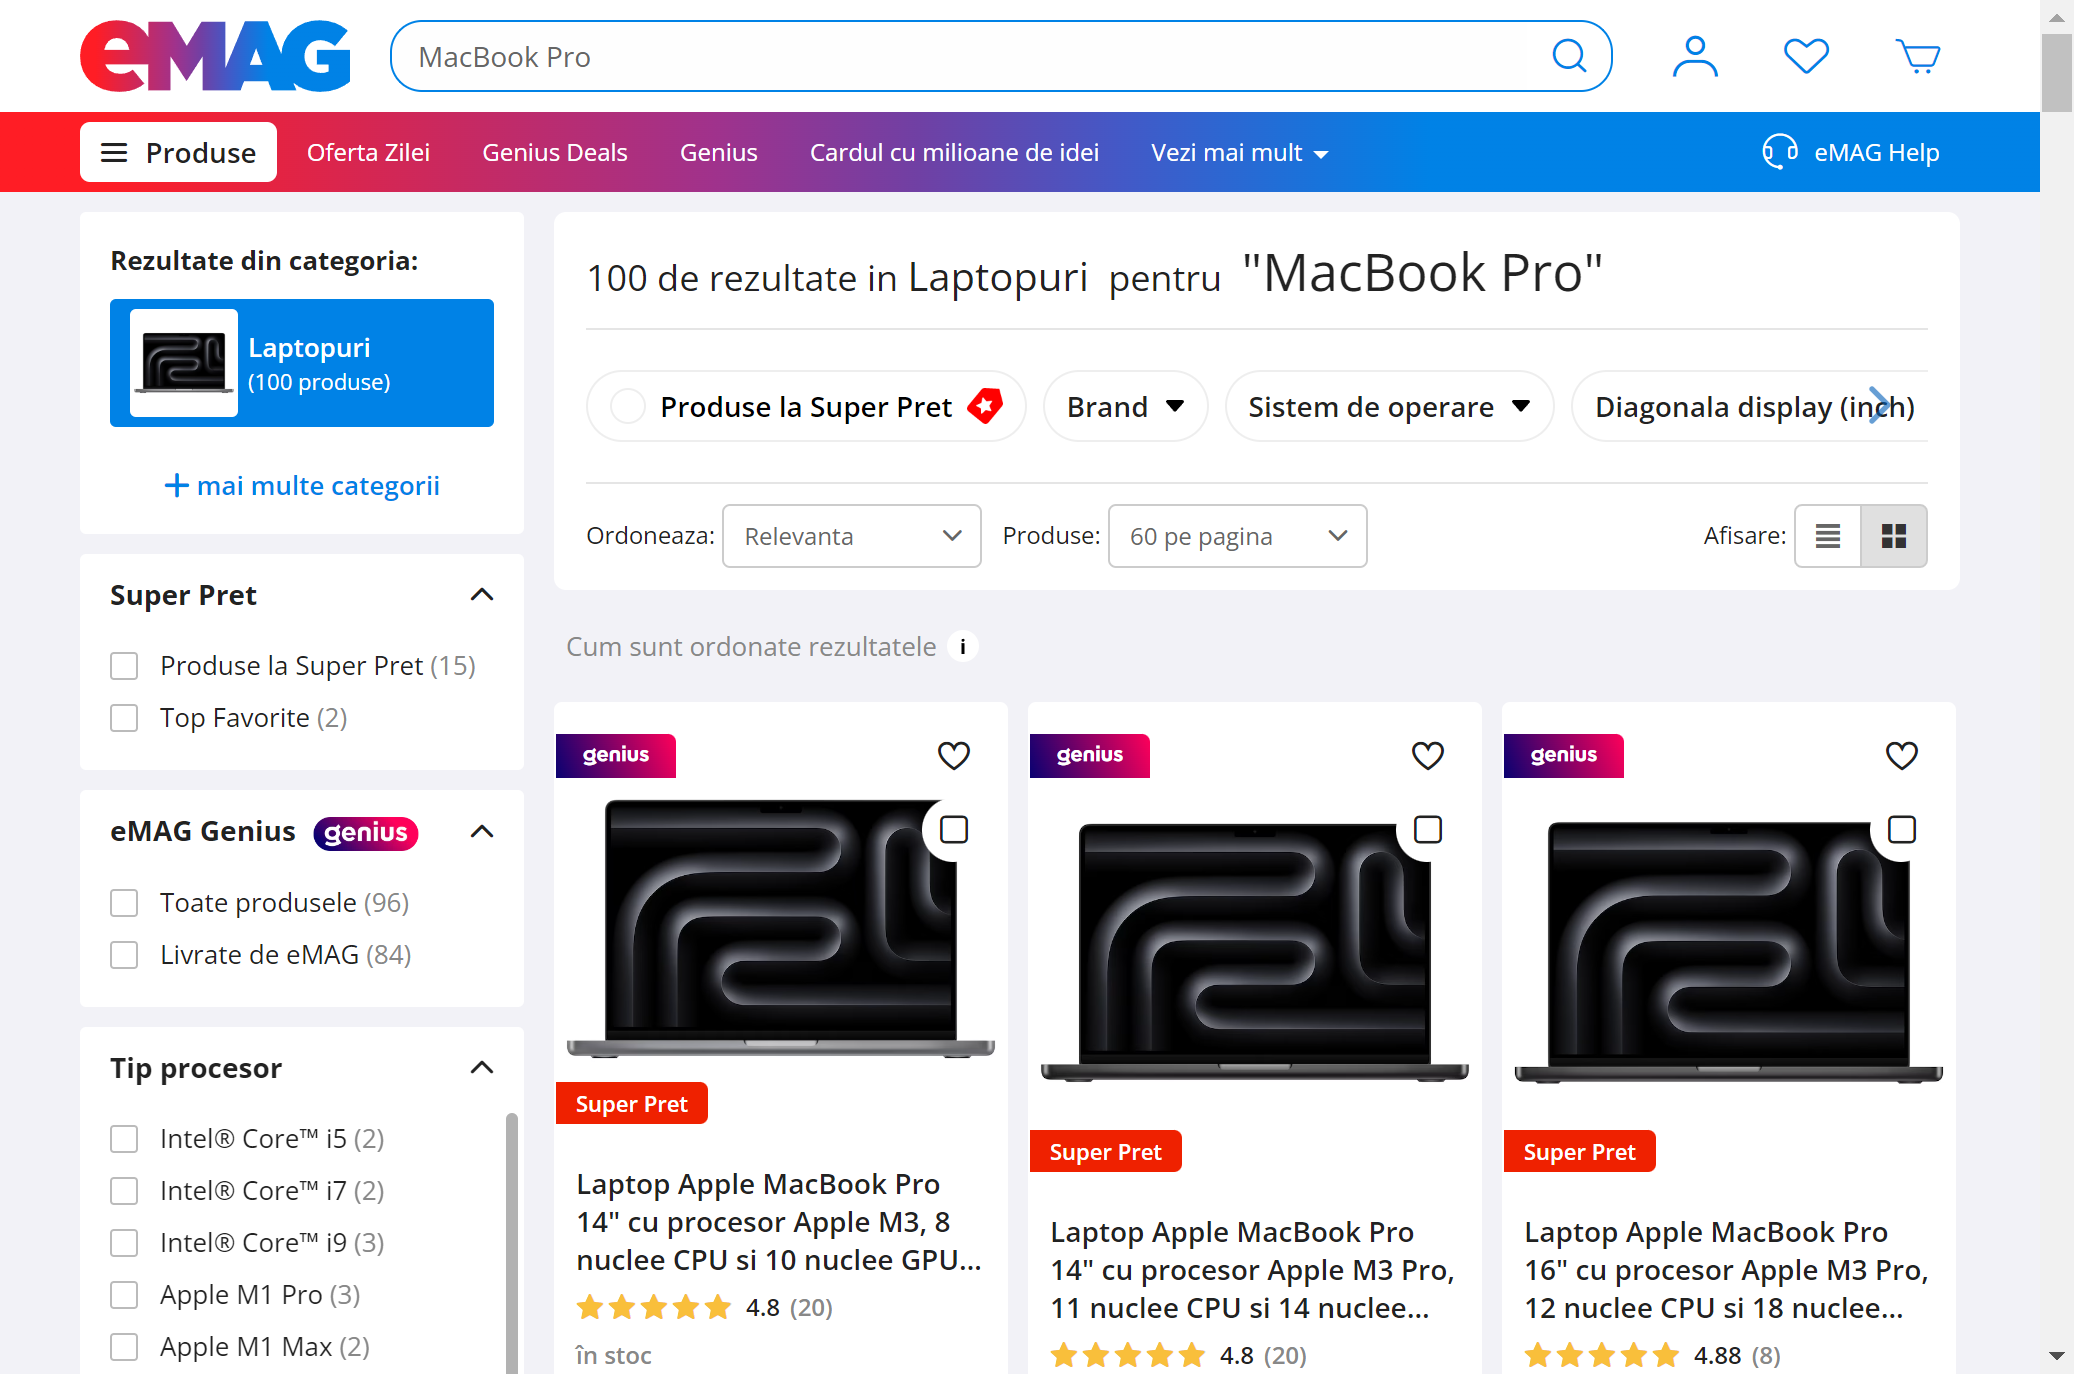 eMAG
MacBook Pro
Produse
Oferta Zilei
Genius Deals
Genius
Cardul cu milioane de idei
Vezi mai mult
eMAG Help
Rezultate din categoria:
Laptopuri
(100 produse)
mai multe categorii
Super Pret
Produse la Super Pret (15)
Top Favorite (2)
eMAG Genius genius
Toate produsele (96)
Livrate de eMAG (84)
Tip procesor
Intel® Core™ i5 (2)
Intel® Core™ i7 (2)
Intel® Core™ i9 (3)
Apple M1 Pro (3)
Apple M1 Max (2)
100 de rezultate in Laptopuri pentru "MacBook Pro"
Produse la Super Pret
Brand
Sistem de operare
Diagonala display (inch)
Ordoneaza: Relevanta
Produse: 60 pe pagina
Afisare:
Cum sunt ordonate rezultatele i
genius
Super Pret
Laptop Apple MacBook Pro
14" cu procesor Apple M3, 8
nuclee CPU si 10 nuclee GPU...
4.8 (20)
în stoc
genius
Super Pret
Laptop Apple MacBook Pro
14" cu procesor Apple M3 Pro,
11 nuclee CPU si 14 nuclee...
4.8 (20)
genius
Super Pret
Laptop Apple MacBook Pro
16" cu procesor Apple M3 Pro,
12 nuclee CPU si 18 nuclee...
4.88 (8)